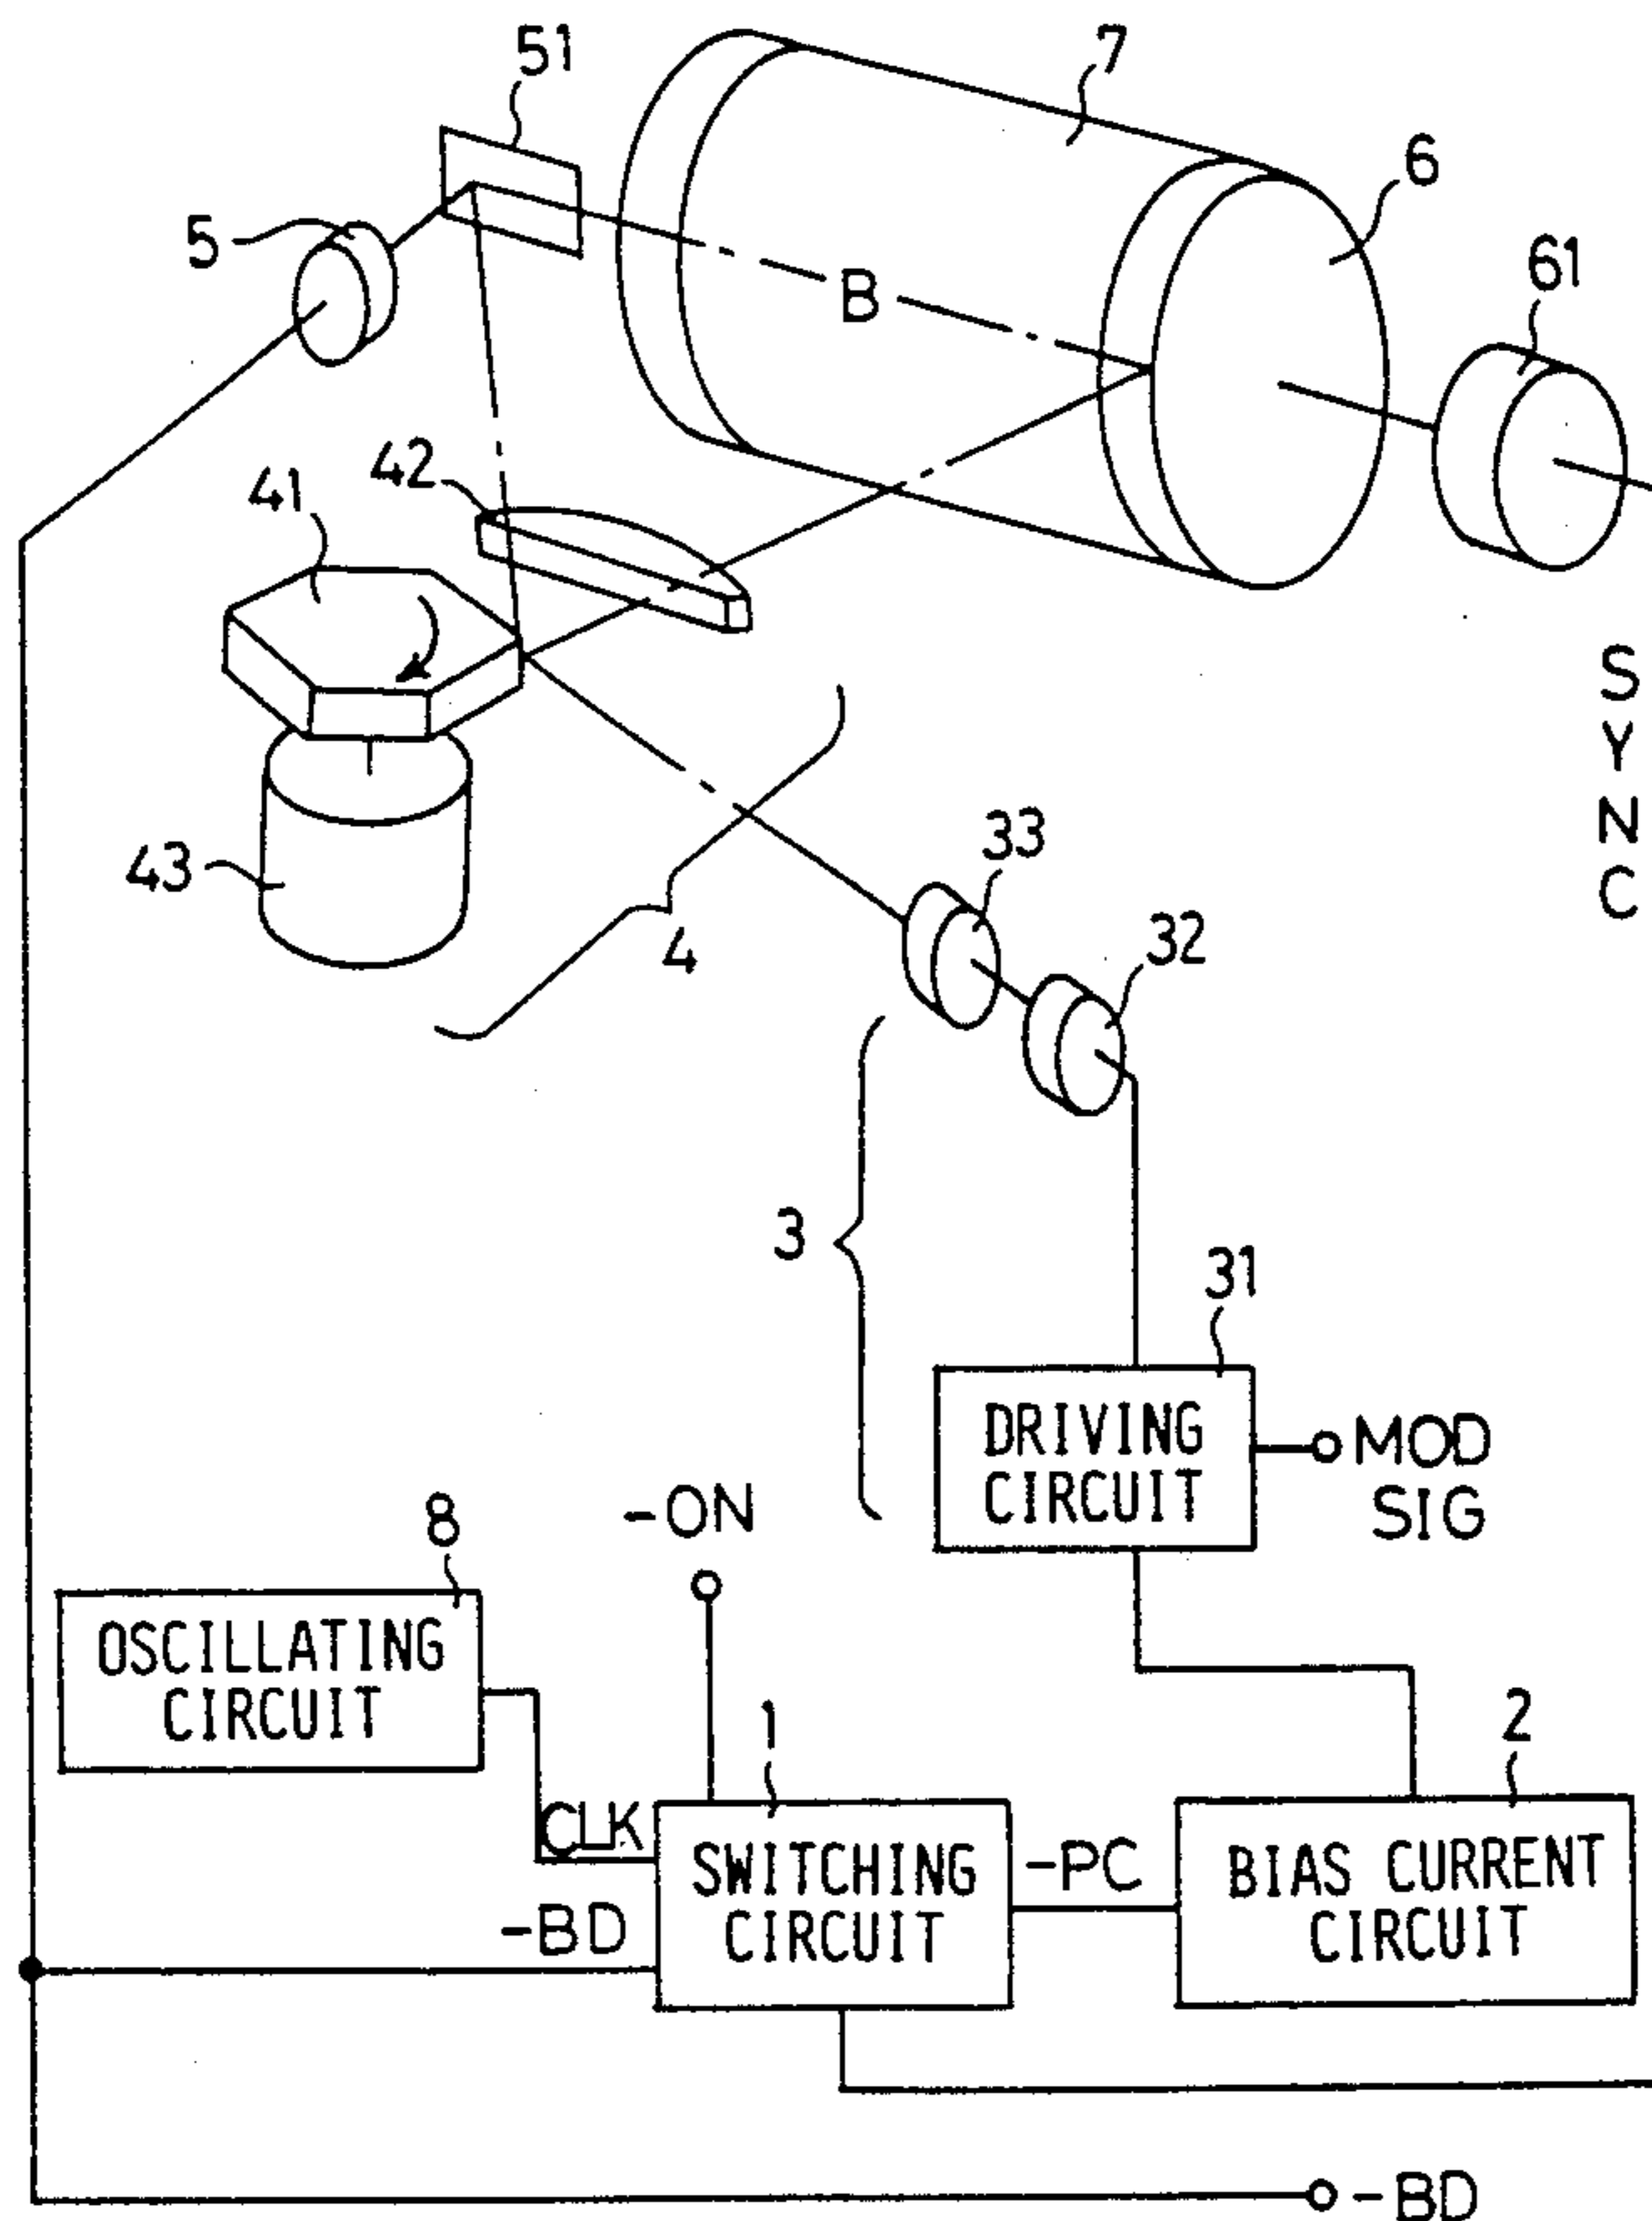 51
7
6
5
B
61
42
41
S
Y
N
C
43
33
4
32
3
31
DRIVING
CIRCUIT
MOD
SIG
-ON
8
OSCILLATING
CIRCUIT
1
2
CLK
SWITCHING
CIRCUIT
-PC
BIAS CURRENT
CIRCUIT
-BD
-BD